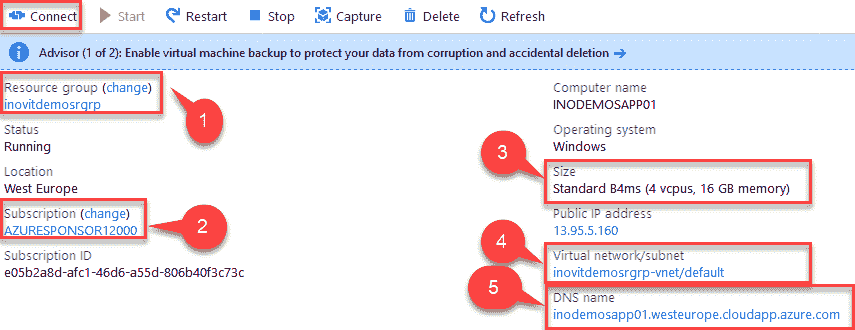 Connect Start Restart Stop Capture Delete Refresh
Advisor (1 of 2): Enable virtual machine backup to protect your data from corruption and accidental deletion →
Resource group (change)
inovitdemosrgrp
1
Status
Running
Location
West Europe
Subscription (change)
AZURESPONSOR12000
2
Subscription ID
e05b2a8d-afc1-46d6-a55d-806b40f3c73c
Computer name
INODEMOSAPP01
Operating system
Windows
3
Size
Standard B4ms (4 vcpus, 16 GB memory)
Public IP address
13.95.5.160
4
Virtual network/subnet
inovitdemosrgrp-vnet/default
5
DNS name
inodemosapp01.westeurope.cloudapp.azure.com